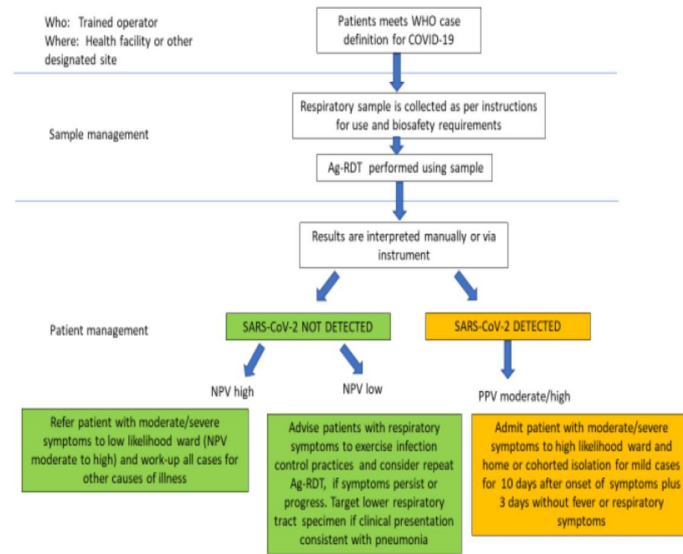 Who: Trained operator
Where: Health facility or other
designated site
Patients meets WHO case
definition for COVID-19
Sample management
Respiratory sample is collected as per instructions
for use and biosafety requirements
Ag-RDT performed using sample
Results are interpreted manually or via
instrument
Patient management
SARS-CoV-2 NOT DETECTED
SARS-CoV-2 DETECTED
NPV high
NPV low
PPV moderate/high
Refer patient with moderate/severe
symptoms to low likelihood ward (NPV
moderate to high) and work-up all cases for
other causes of illness
Advise patients with respiratory
symptoms to exercise infection
control practices and consider repeat
Ag-RDT, if symptoms persist or
progress. Target lower respiratory
tract specimen if clinical presentation
consistent with pneumonia
Admit patient with moderate/severe
symptoms to high likelihood ward and
home or cohorted isolation for mild cases
for 10 days after onset of symptoms plus
3 days without fever or respiratory
symptoms